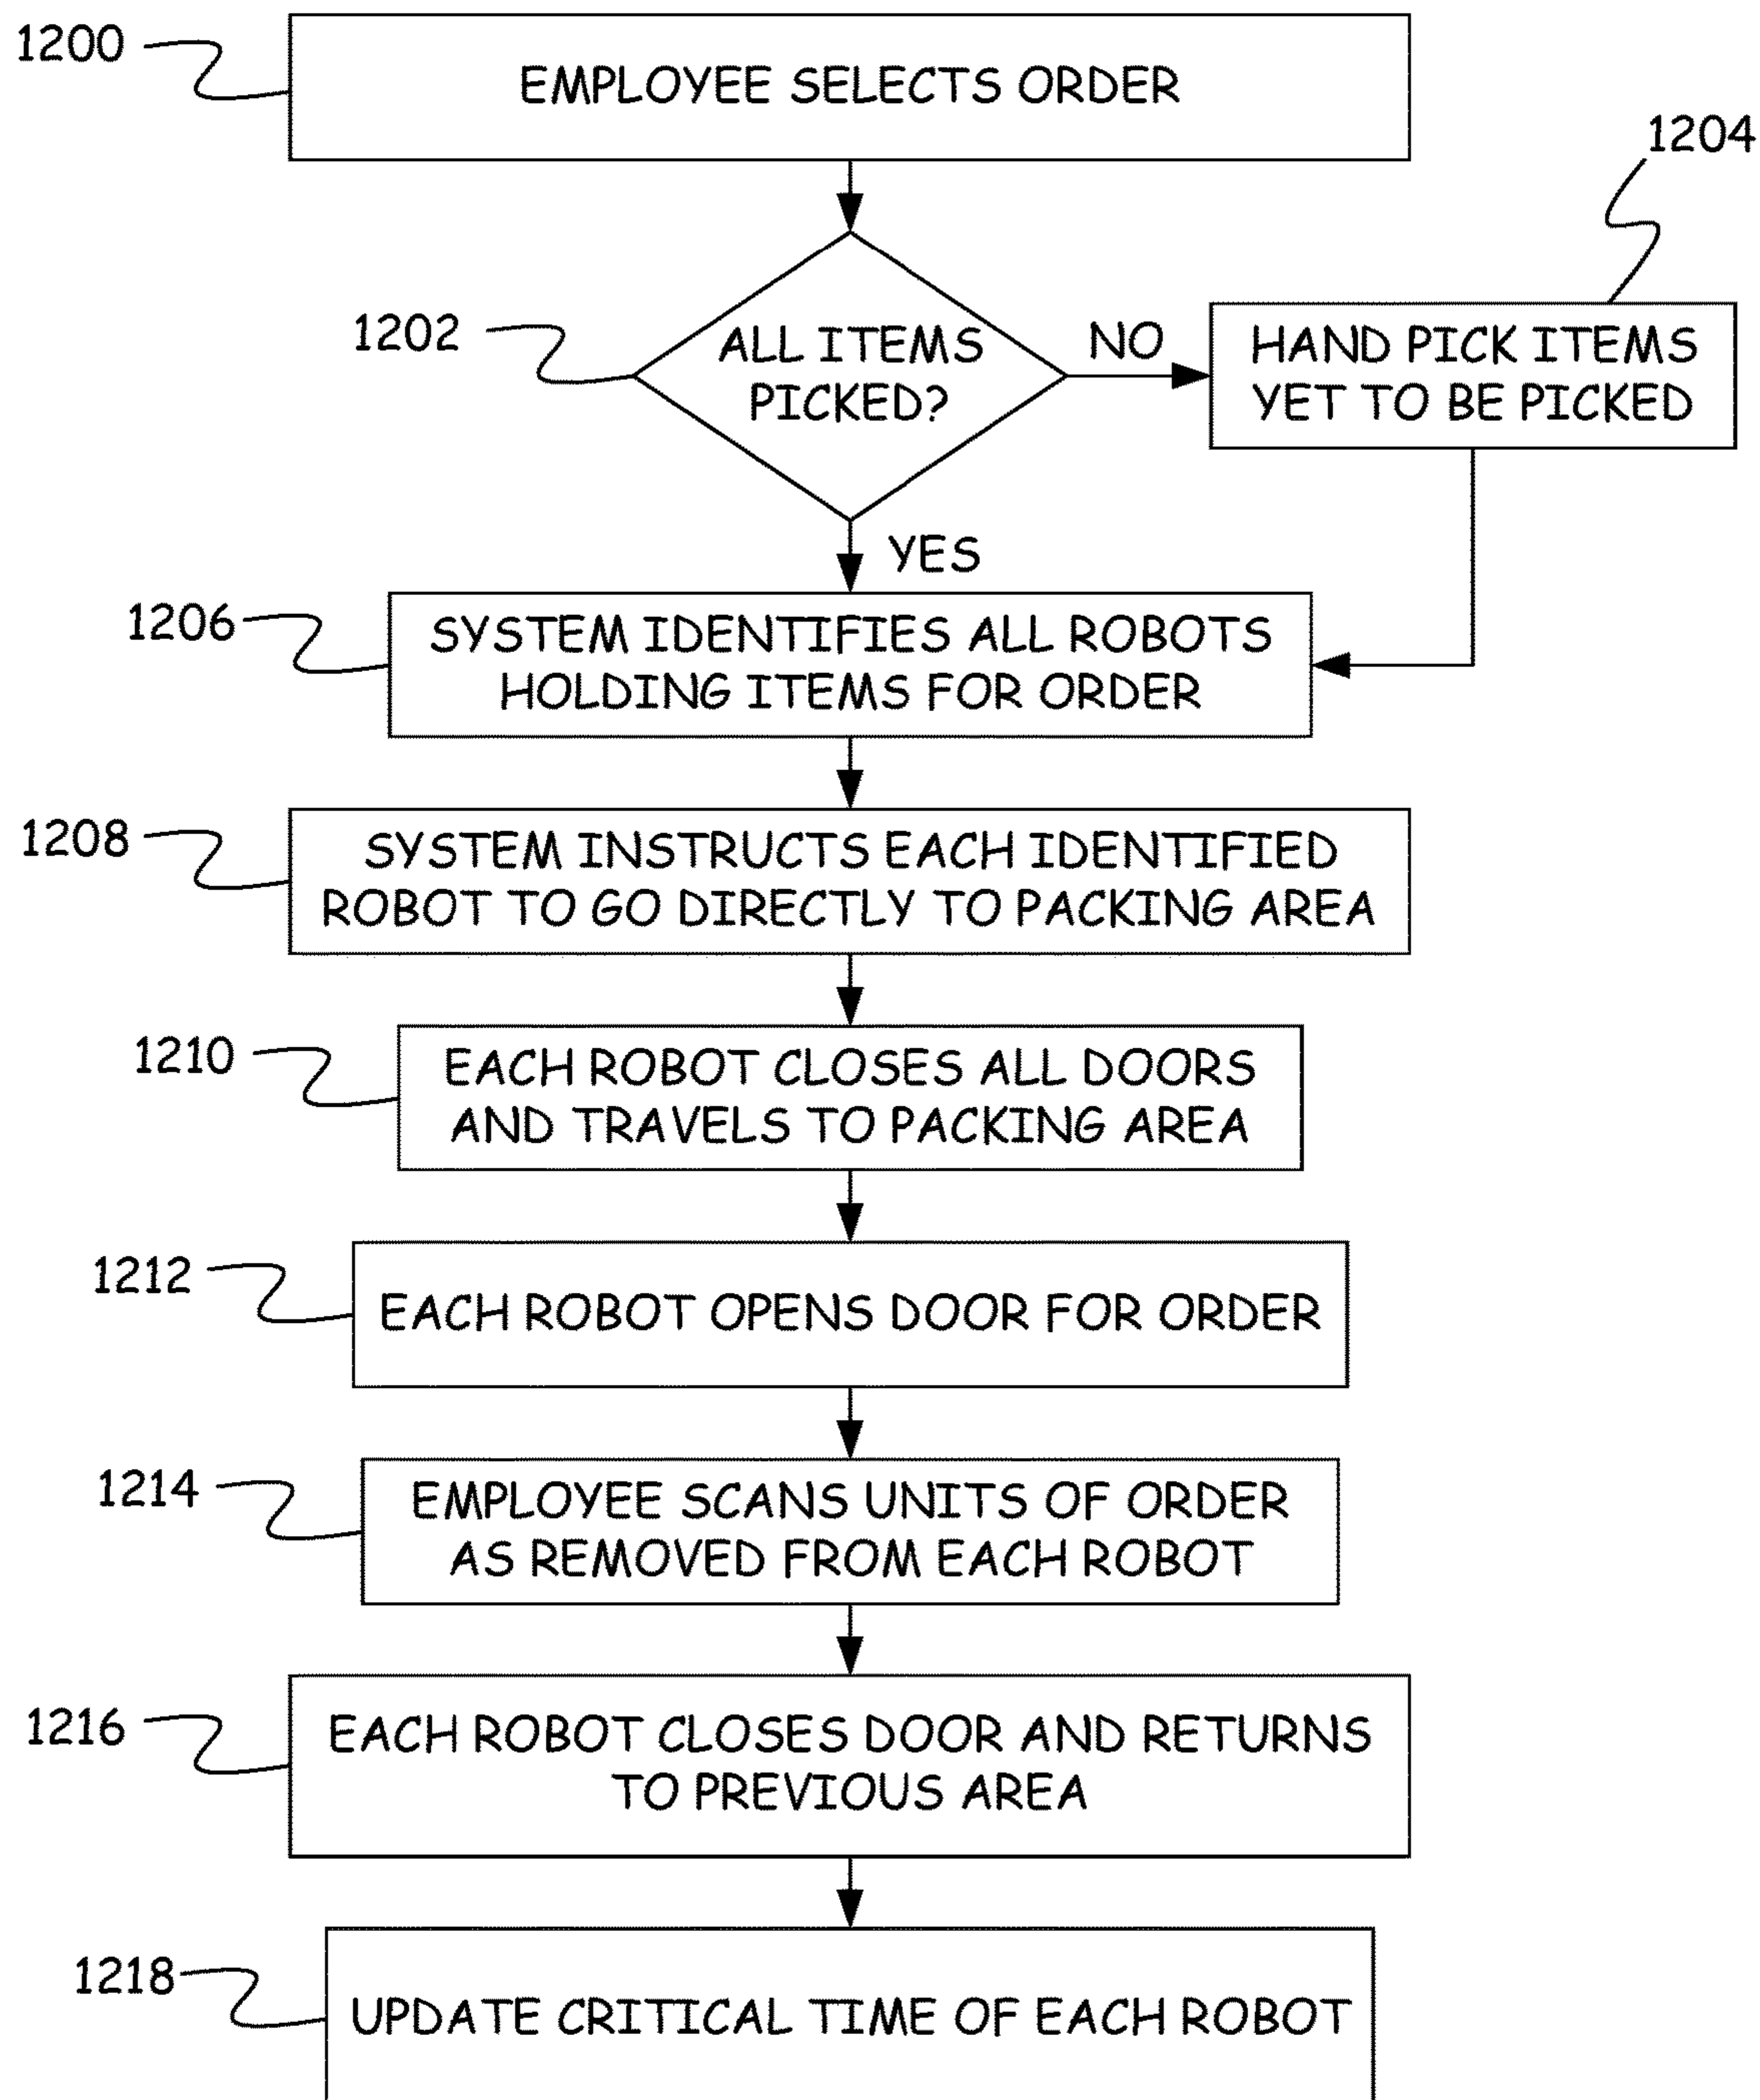 1200
EMPLOYEE SELECTS ORDER
1204
1202
ALL ITEMS
PICKED?
NO
HAND PICK ITEMS
YET TO BE PICKED
YES
1206
SYSTEM IDENTIFIES ALL ROBOTS
HOLDING ITEMS FOR ORDER
1208
SYSTEM INSTRUCTS EACH IDENTIFIED
ROBOT TO GO DIRECTLY TO PACKING AREA
1210
EACH ROBOT CLOSES ALL DOORS
AND TRAVELS TO PACKING AREA
1212
EACH ROBOT OPENS DOOR FOR ORDER
1214
EMPLOYEE SCANS UNITS OF ORDER
AS REMOVED FROM EACH ROBOT
1216
EACH ROBOT CLOSES DOOR AND RETURNS
TO PREVIOUS AREA
1218
UPDATE CRITICAL TIME OF EACH ROBOT